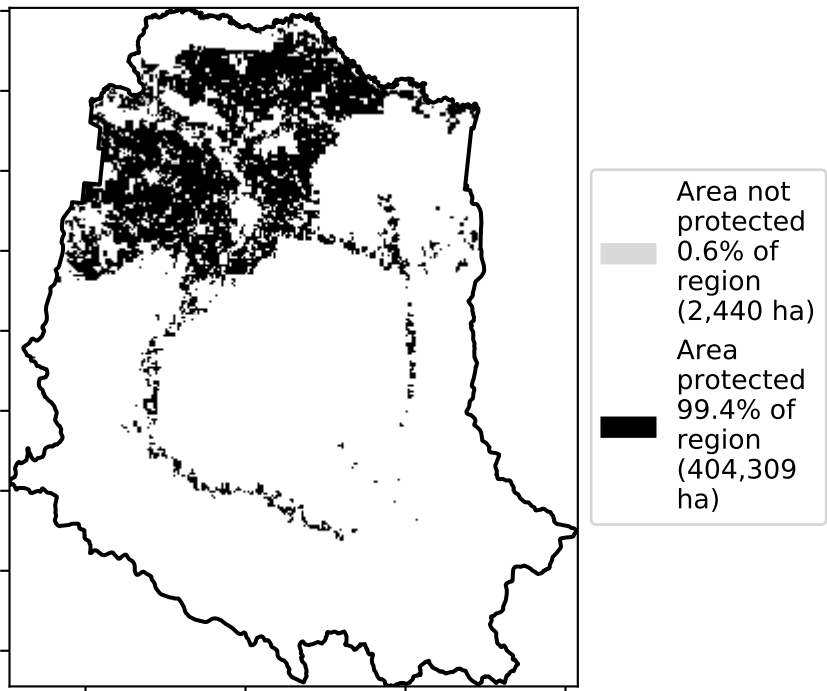 Area not
protected
0.6% of
region
(2,440 ha)
Area
protected
99.4% of
region
(404,309
ha)